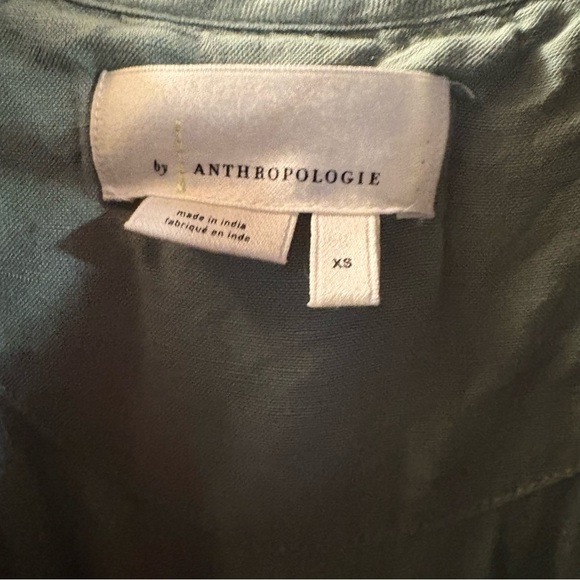 by ANTHROPOLOGIE
made in india
fabriqué en inde
XS